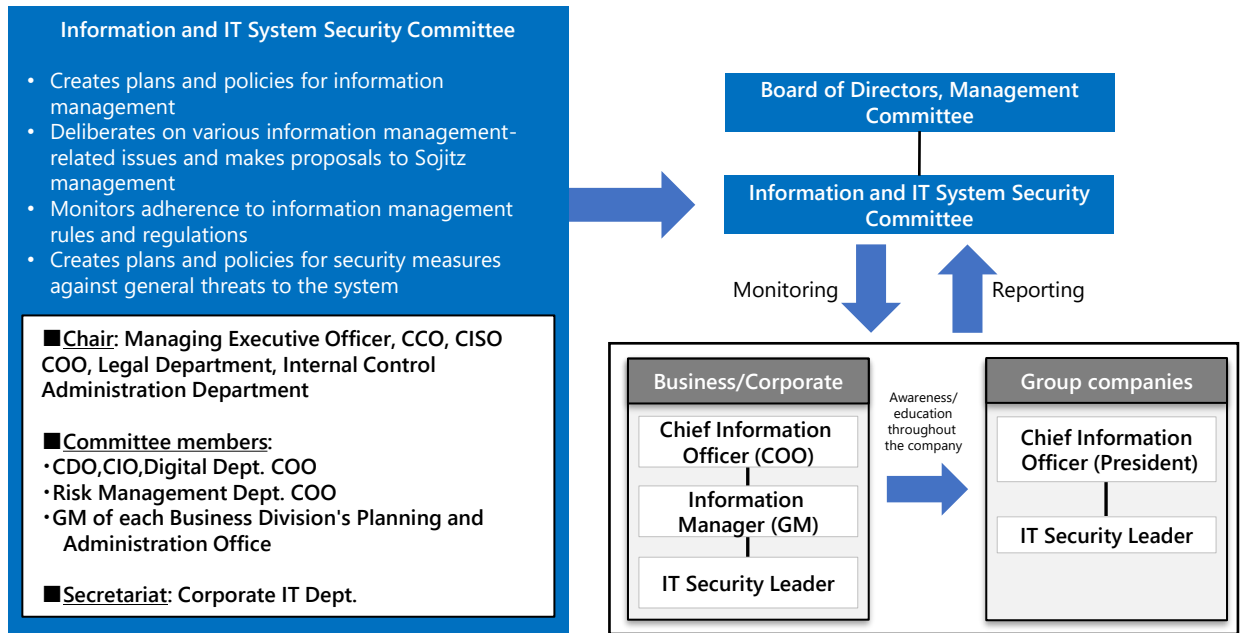 Information and IT System Security Committee
• Creates plans and policies for information
management
• Deliberates on various information management-
related issues and makes proposals to Sojitz
management
• Monitors adherence to information management
rules and regulations
• Creates plans and policies for security measures
against general threats to the system
■Chair: Managing Executive Officer, CCO, CISO
COO, Legal Department, Internal Control
Administration Department
■Committee members:
・CDO,CIO,Digital Dept. COO
・Risk Management Dept. COO
・GM of each Business Division's Planning and
Administration Office
■Secretariat: Corporate IT Dept.
Board of Directors, Management
Committee
Information and IT System Security
Committee
Monitoring
Reporting
Business/Corporate
Chief Information
Officer (COO)
Information
Manager (GM)
IT Security Leader
Awareness/
education
throughout
the company
Group companies
Chief Information
Officer (President)
IT Security Leader